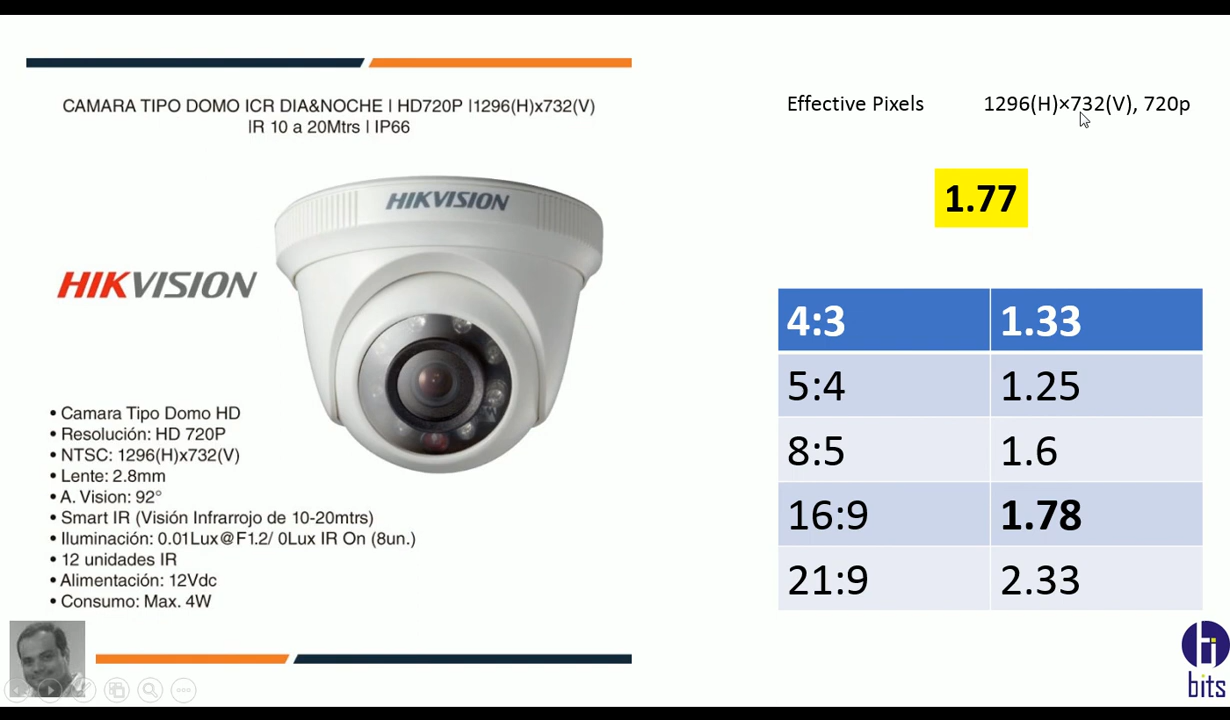 CAMARA TIPO DOMO ICR DIA&NOCHE | HD720P |1296(H)x732(V)
|R 10 a 20Mtrs | IP66
HIKVISION
HIKVISION
• Camara Tipo Domo HD
• Resolución: HD 720P
• NTSC: 1296(H)x732(V)
• Lente: 2.8mm
• A. Vision: 92°
• Smart IR (Visión Infrarrojo de 10-20mtrs)
• Iluminación: 0.01Lux@F1.2/ 0Lux IR On (8un.)
• 12 unidades IR
• Alimentación: 12Vdc
• Consumo: Max. 4W
Effective Pixels 1296(H)×732(V), 720p
1.77
4:3 1.33
5:4 1.25
8:5 1.6
16:9 1.78
21:9 2.33
bits